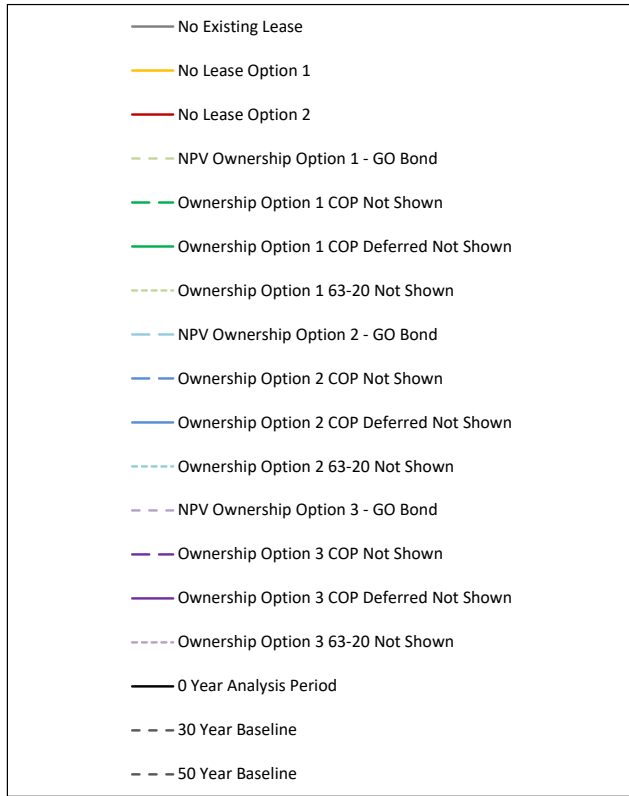 No Existing Lease
No Lease Option 1
No Lease Option 2
NPV Ownership Option 1 - GO Bond
Ownership Option 1 COP Not Shown
Ownership Option 1 COP Deferred Not Shown
Ownership Option 1 63-20 Not Shown
NPV Ownership Option 2 - GO Bond
Ownership Option 2 COP Not Shown
Ownership Option 2 COP Deferred Not Shown
Ownership Option 2 63-20 Not Shown
NPV Ownership Option 3 - GO Bond
Ownership Option 3 COP Not Shown
Ownership Option 3 COP Deferred Not Shown
Ownership Option 3 63-20 Not Shown
0 Year Analysis Period
30 Year Baseline
50 Year Baseline